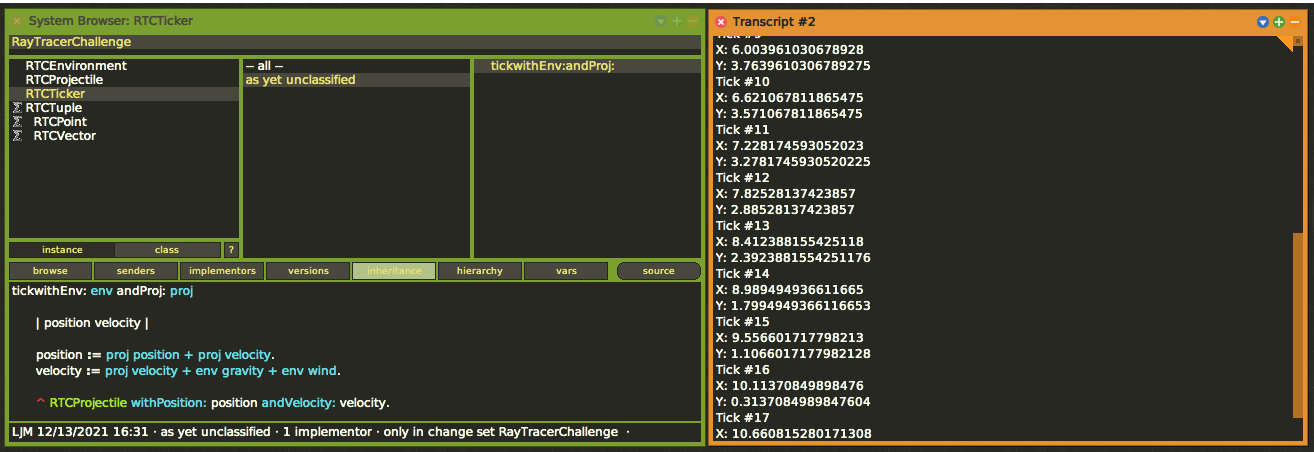 System Browser: RTCTicker
RayTracerChallenge
RTCEnvironment
RTCProjectile
RTCTicker
RTCTuple
RTCPoint
RTCVector
-- all --
as yet unclassified
tickwithEnv:andProj:
instance
class
?
browse
senders
implementors
versions
inheritance
hierarchy
vars
source
tickwithEnv: env andProj: proj
| position velocity |
position := proj position + proj velocity.
velocity := proj velocity + env gravity + env wind.
^ RTCProjectile withPosition: position andVelocity: velocity.
LJM 12/13/2021 16:31 · as yet unclassified · 1 implementor · only in change set RayTracerChallenge ·
Transcript #2
X: 6.003961030678928
Y: 3.7639610306789275
Tick #10
X: 6.621067811865475
Y: 3.571067811865475
Tick #11
X: 7.228174593052023
Y: 3.2781745930520225
Tick #12
X: 7.82528137423857
Y: 2.88528137423857
Tick #13
X: 8.412388155425118
Y: 2.3923881554251176
Tick #14
X: 8.989494936611665
Y: 1.7994949366116653
Tick #15
X: 9.556601717798213
Y: 1.1066017177982128
Tick #16
X: 10.11370849898476
Y: 0.3137084989847604
Tick #17
X: 10.660815280171308